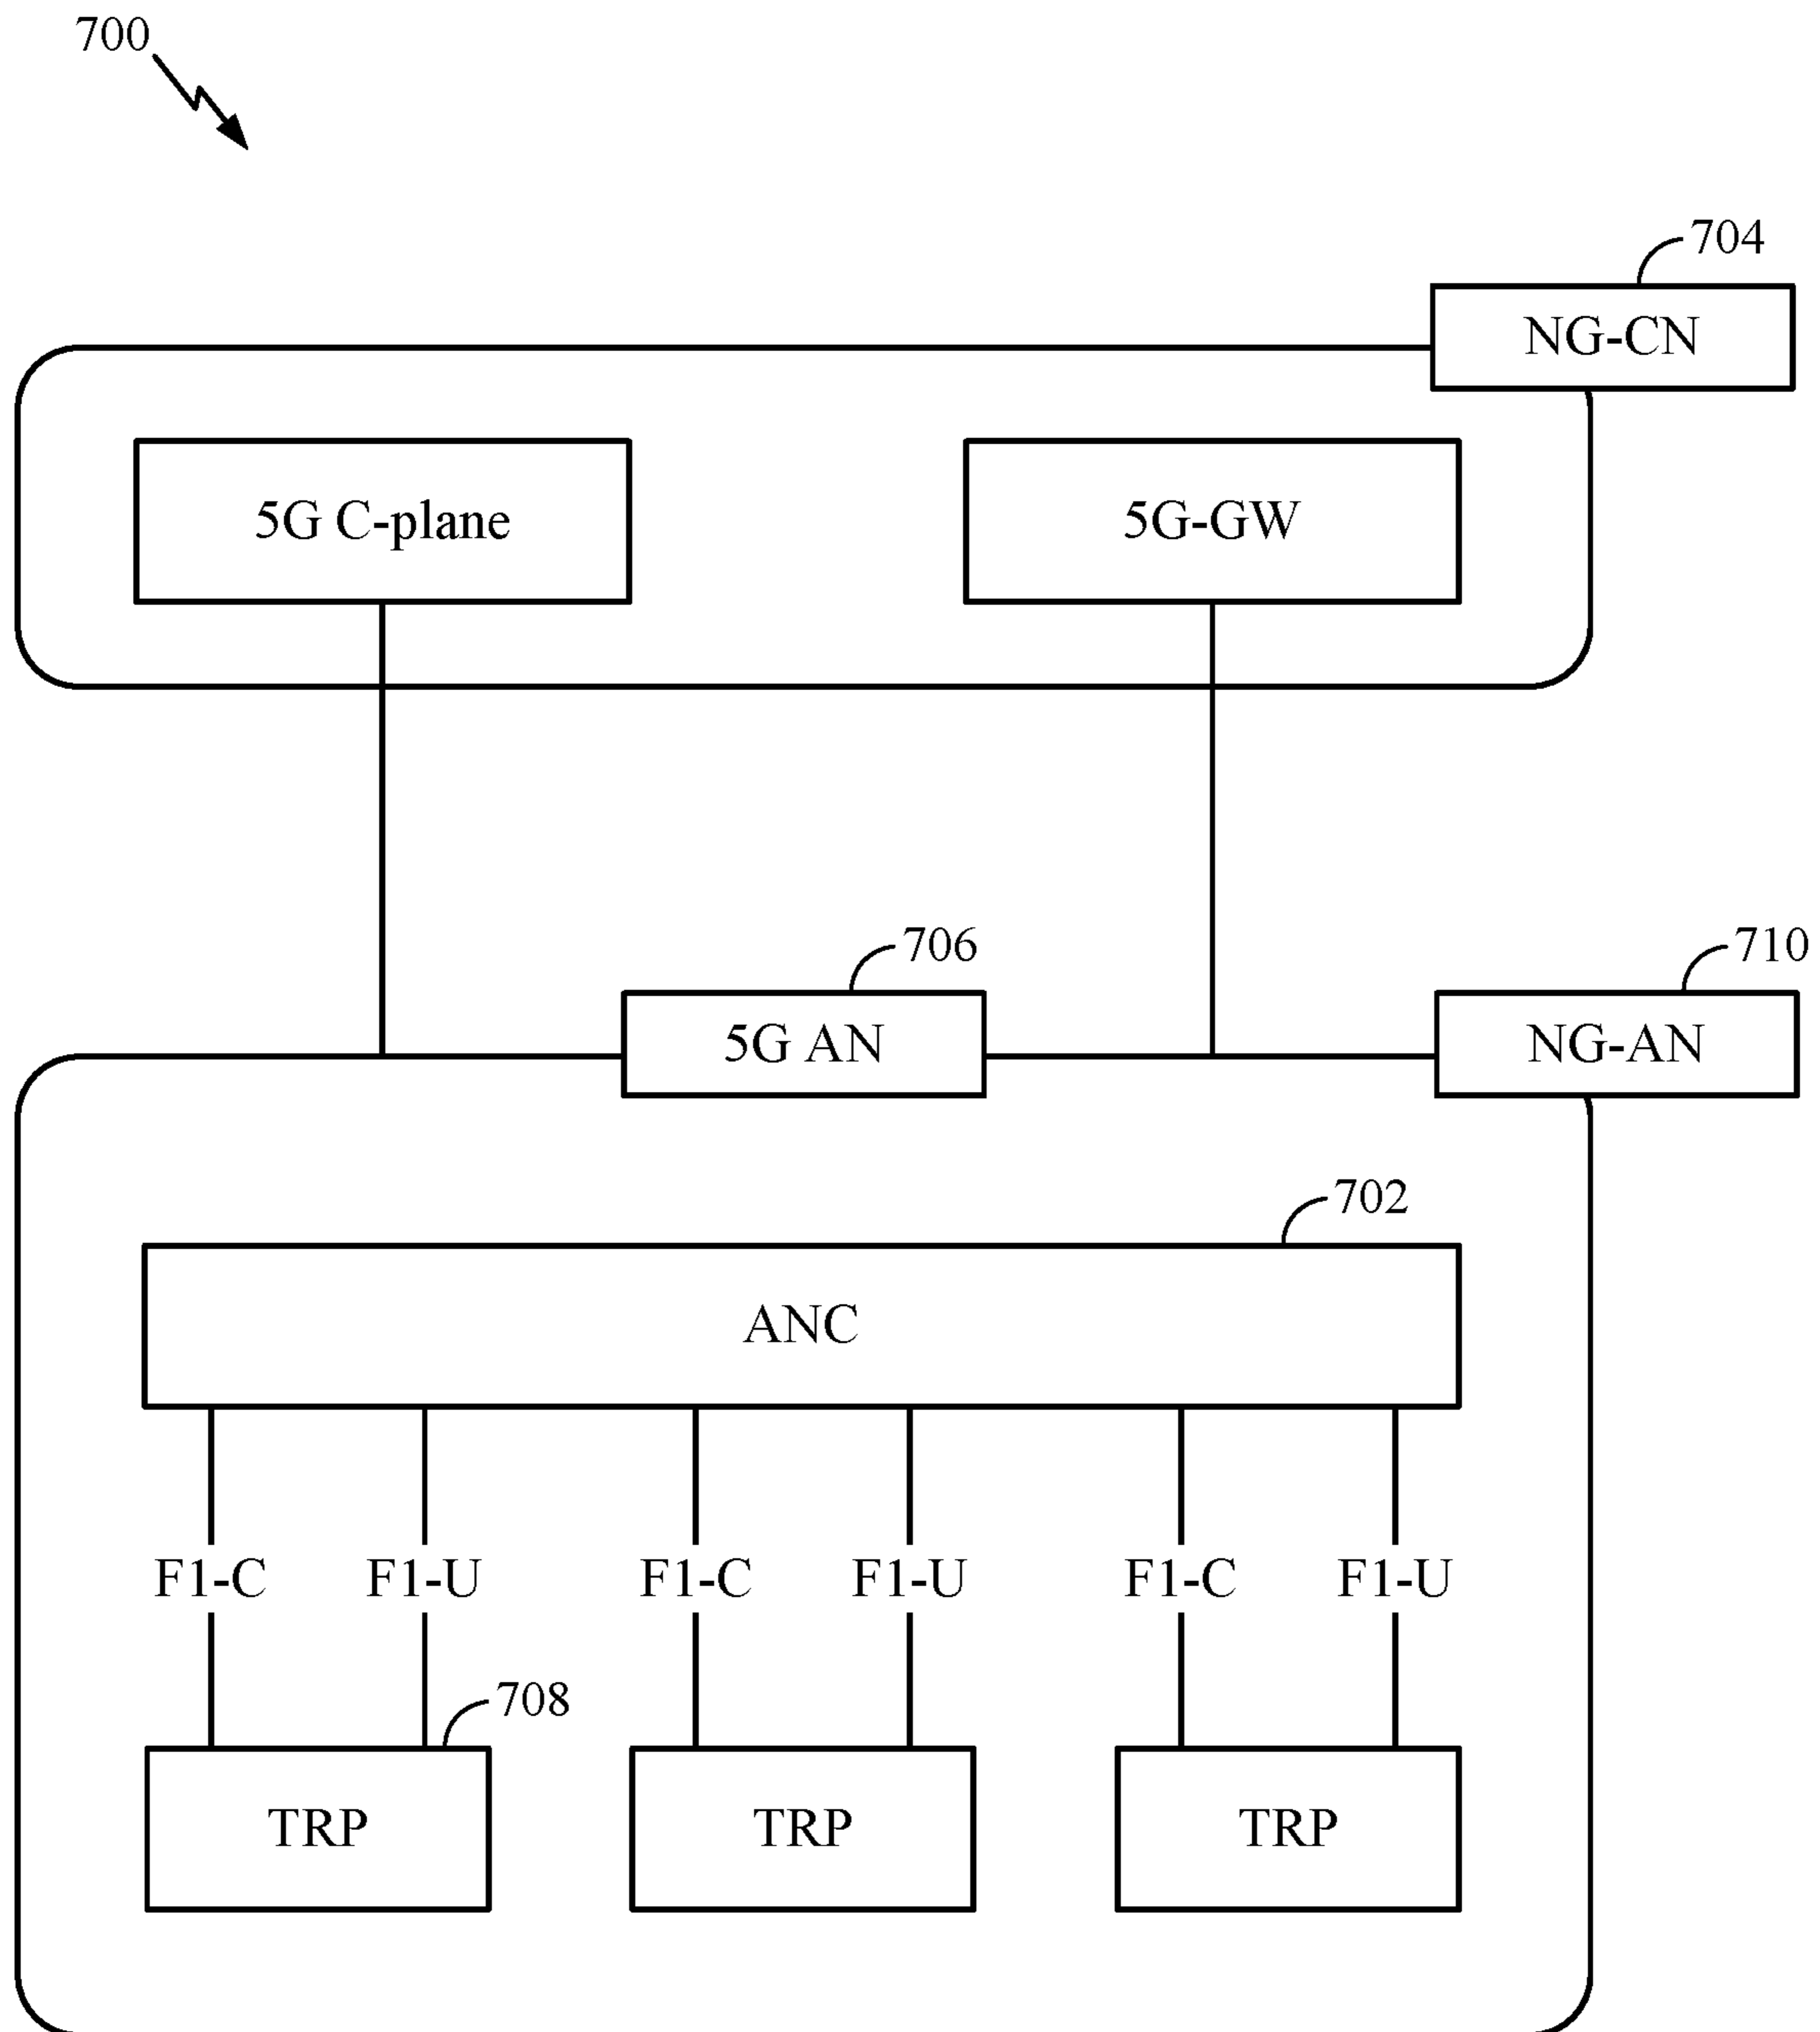 700
704
NG-CN
5G C-plane
5G-GW
706
710
5G AN
NG-AN
702
ANC
F1-C
F1-U
F1-C
F1-U
F1-C
F1-U
708
TRP
TRP
TRP